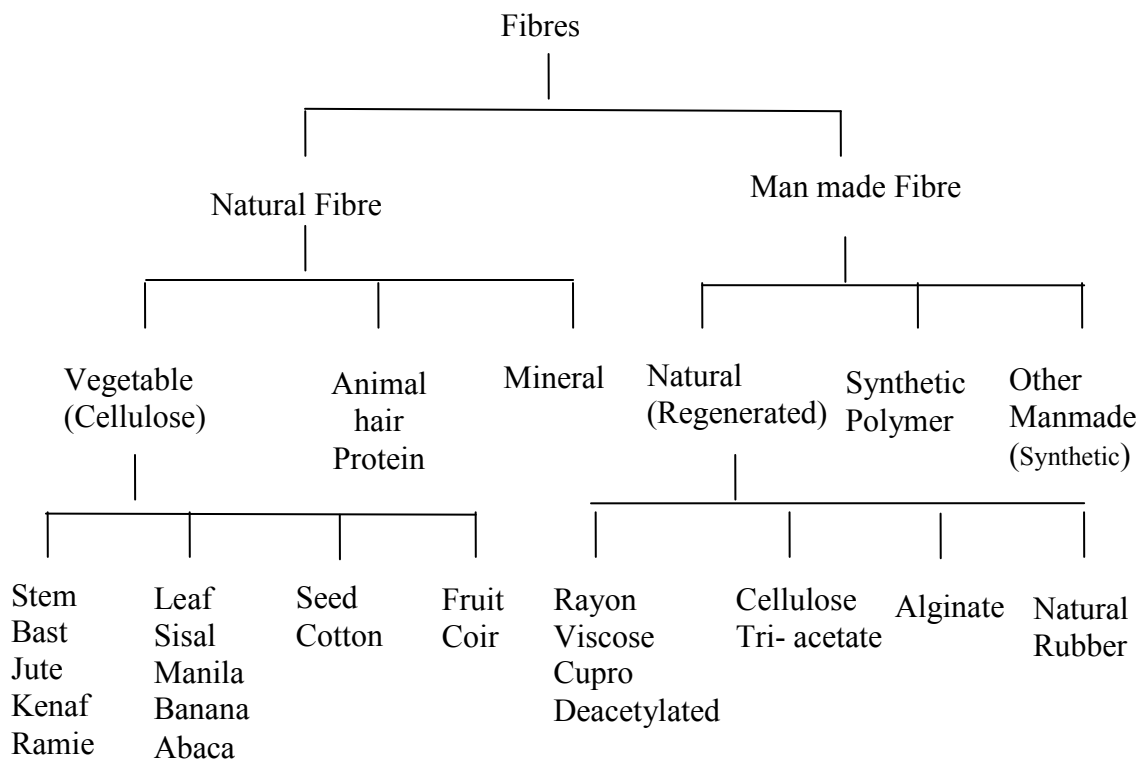 Fibres
Natural Fibre
Man made Fibre
Vegetable
(Cellulose)
Animal
hair
Protein
Mineral
Natural
(Regenerated)
Synthetic
Polymer
Other
Manmade
(Synthetic)
Stem
Bast
Jute
Kenaf
Ramie
Leaf
Sisal
Manila
Banana
Abaca
Seed
Cotton
Fruit
Coir
Rayon
Viscose
Cupro
Deacetylated
Cellulose
Tri- acetate
Alginate
Natural
Rubber